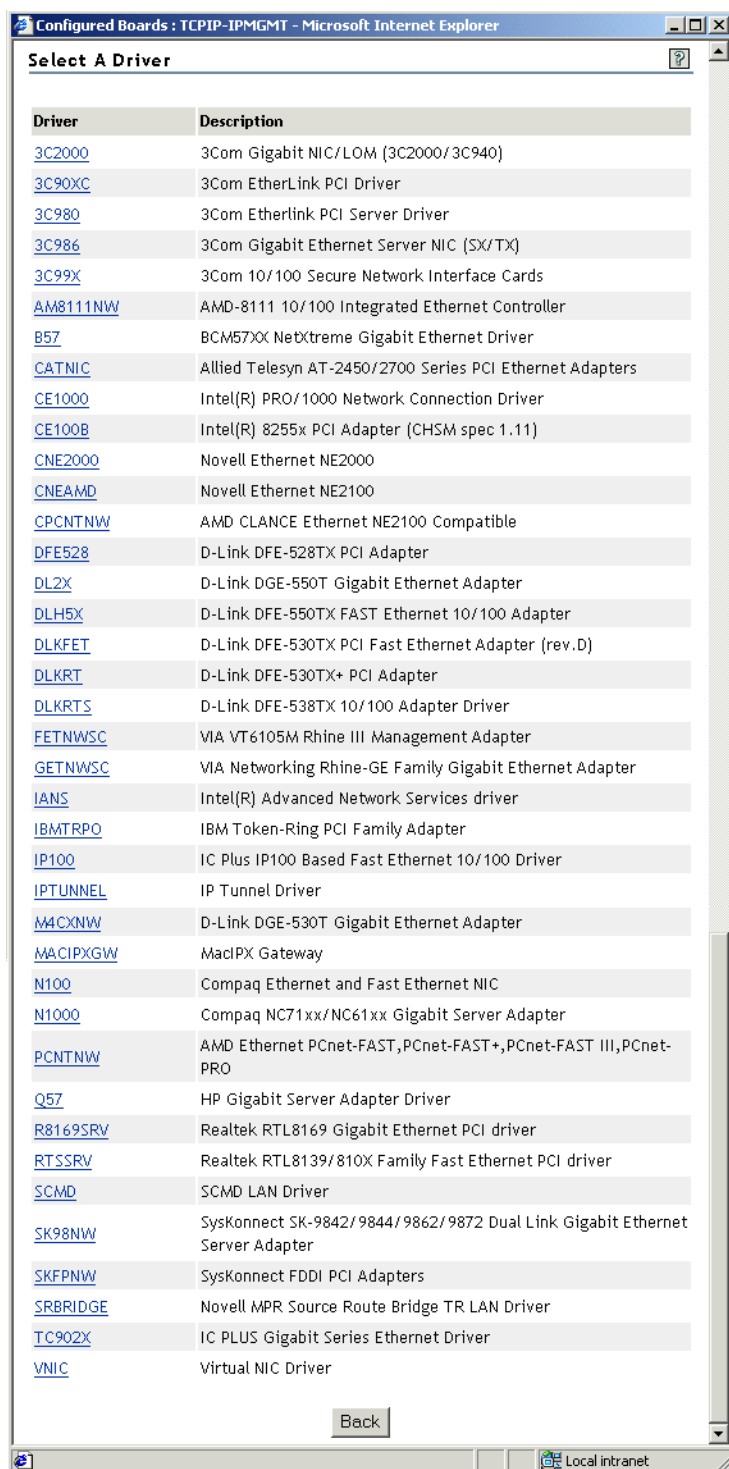 Configured Boards : TCPIP-IPMGMT - Microsoft Internet Explorer
Select A Driver
?
Driver Description
3C2000 3Com Gigabit NIC/LOM (3C2000/3C940)
3C90XC 3Com EtherLink PCI Driver
3C980 3Com Etherlink PCI Server Driver
3C986 3Com Gigabit Ethernet Server NIC (SX/TX)
3C99X 3Com 10/100 Secure Network Interface Cards
AM8111NW AMD-8111 10/100 Integrated Ethernet Controller
B57 BCM57XX NetXtreme Gigabit Ethernet Driver
CATNIC Allied Telesyn AT-2450/2700 Series PCI Ethernet Adapters
CE1000 Intel(R) PRO/1000 Network Connection Driver
CE100B Intel(R) 8255x PCI Adapter (CHSM spec 1.11)
CNE2000 Novell Ethernet NE2000
CNEAMD Novell Ethernet NE2100
CPCNTNW AMD CLANCE Ethernet NE2100 Compatible
DFE528 D-Link DFE-528TX PCI Adapter
DL2X D-Link DGE-550T Gigabit Ethernet Adapter
DLH5X D-Link DFE-550TX FAST Ethernet 10/100 Adapter
DLKFET D-Link DFE-530TX PCI Fast Ethernet Adapter (rev.D)
DLKRT D-Link DFE-530TX+ PCI Adapter
DLKRTS D-Link DFE-538TX 10/100 Adapter Driver
FETNWSC VIA VT6105M Rhine III Management Adapter
GETNWSC VIA Networking Rhine-GE Family Gigabit Ethernet Adapter
IANS Intel(R) Advanced Network Services driver
IBMTRPO IBM Token-Ring PCI Family Adapter
IP100 IC Plus IP100 Based Fast Ethernet 10/100 Driver
IPTUNNEL IP Tunnel Driver
M4CXNW D-Link DGE-530T Gigabit Ethernet Adapter
MACIPXGW MacIPX Gateway
N100 Compaq Ethernet and Fast Ethernet NIC
N1000 Compaq NC71xx/NC61xx Gigabit Server Adapter
PCNTNW AMD Ethernet PCnet-FAST,PCnet-FAST+,PCnet-FAST III,PCnet-
PRO
Q57 HP Gigabit Server Adapter Driver
R8169SRV Realtek RTL8169 Gigabit Ethernet PCI driver
RTSSRV Realtek RTL8139/810X Family Fast Ethernet PCI driver
SCMD SCMD LAN Driver
SK98NW SysKonnect SK-9842/9844/9862/9872 Dual Link Gigabit Ethernet
Server Adapter
SKFPNW SysKonnect FDDI PCI Adapters
SRBRIDGE Novell MPR Source Route Bridge TR LAN Driver
TC902X IC PLUS Gigabit Series Ethernet Driver
VNIC Virtual NIC Driver
Back
Local intranet